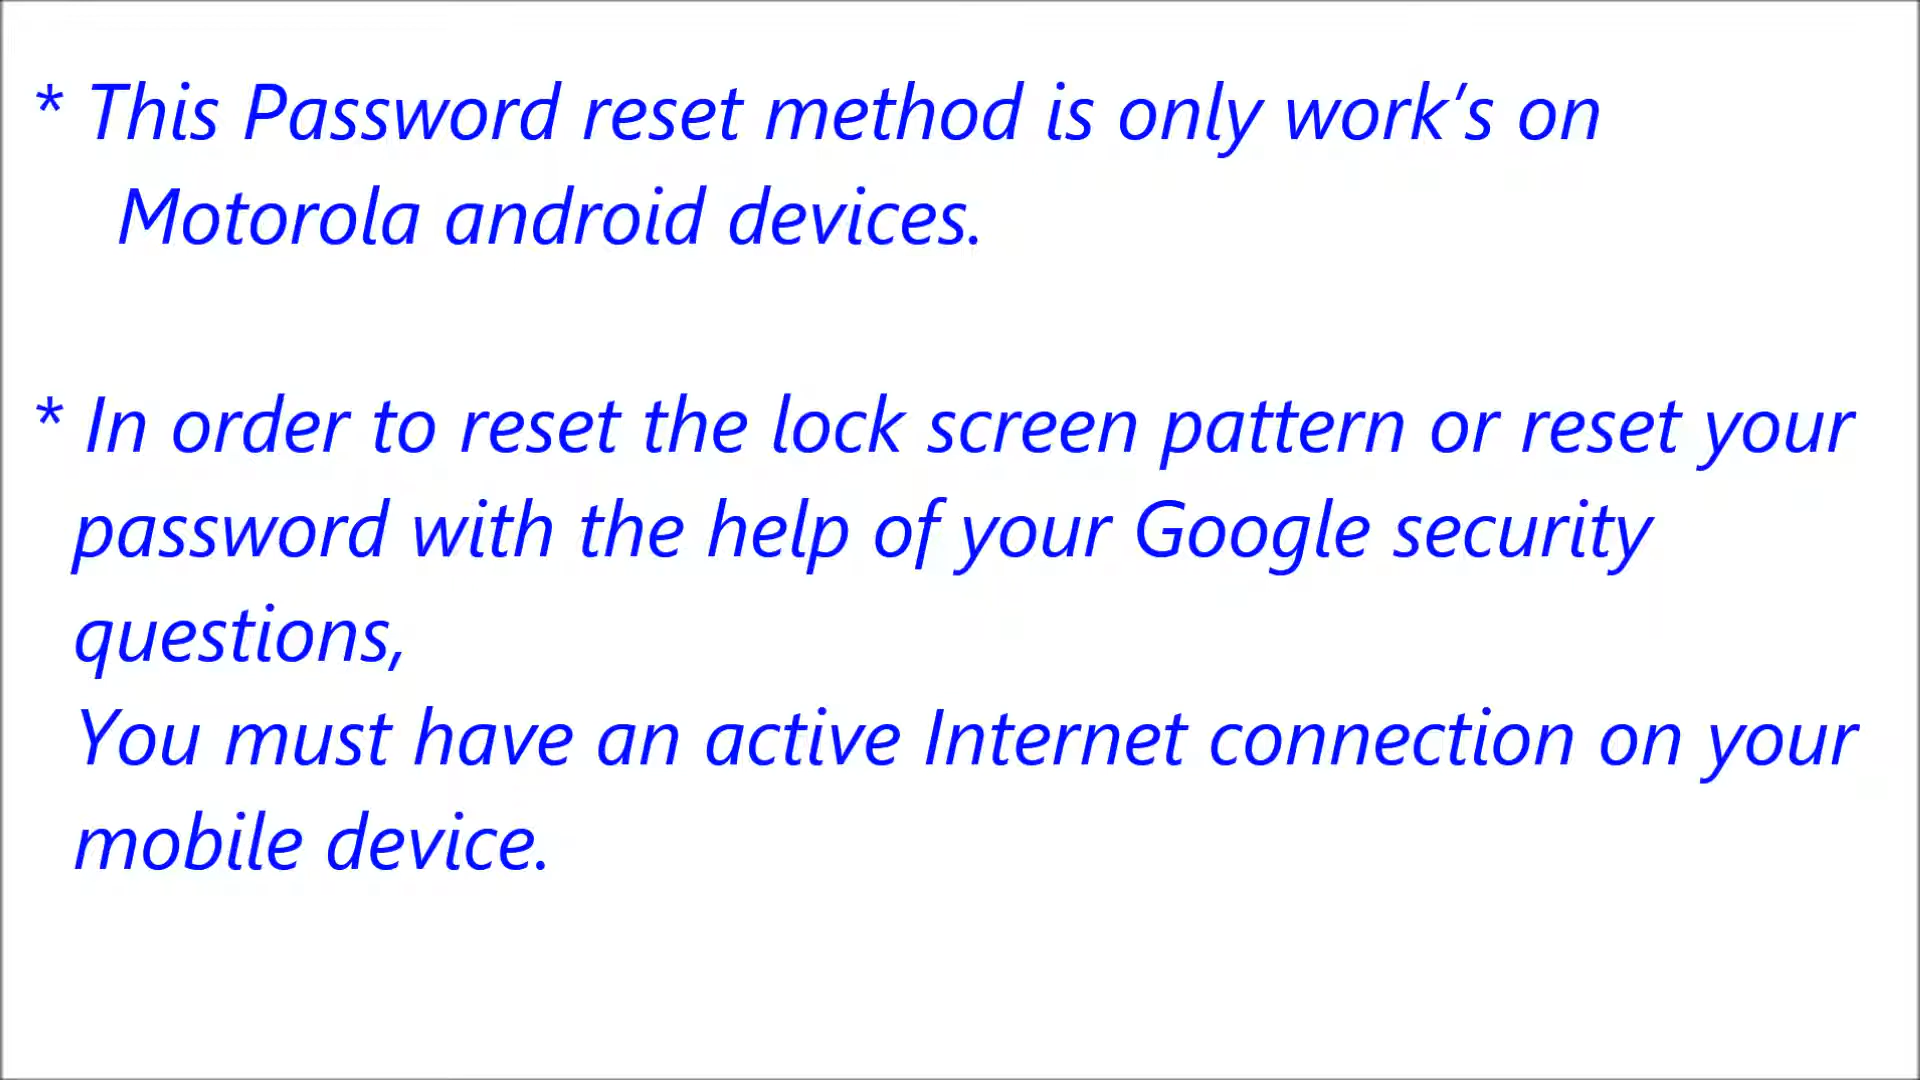 * This Password reset method is only work’s on
Motorola android devices.
* In order to reset the lock screen pattern or reset your
password with the help of your Google security
questions,
You must have an active Internet connection on your
mobile device.